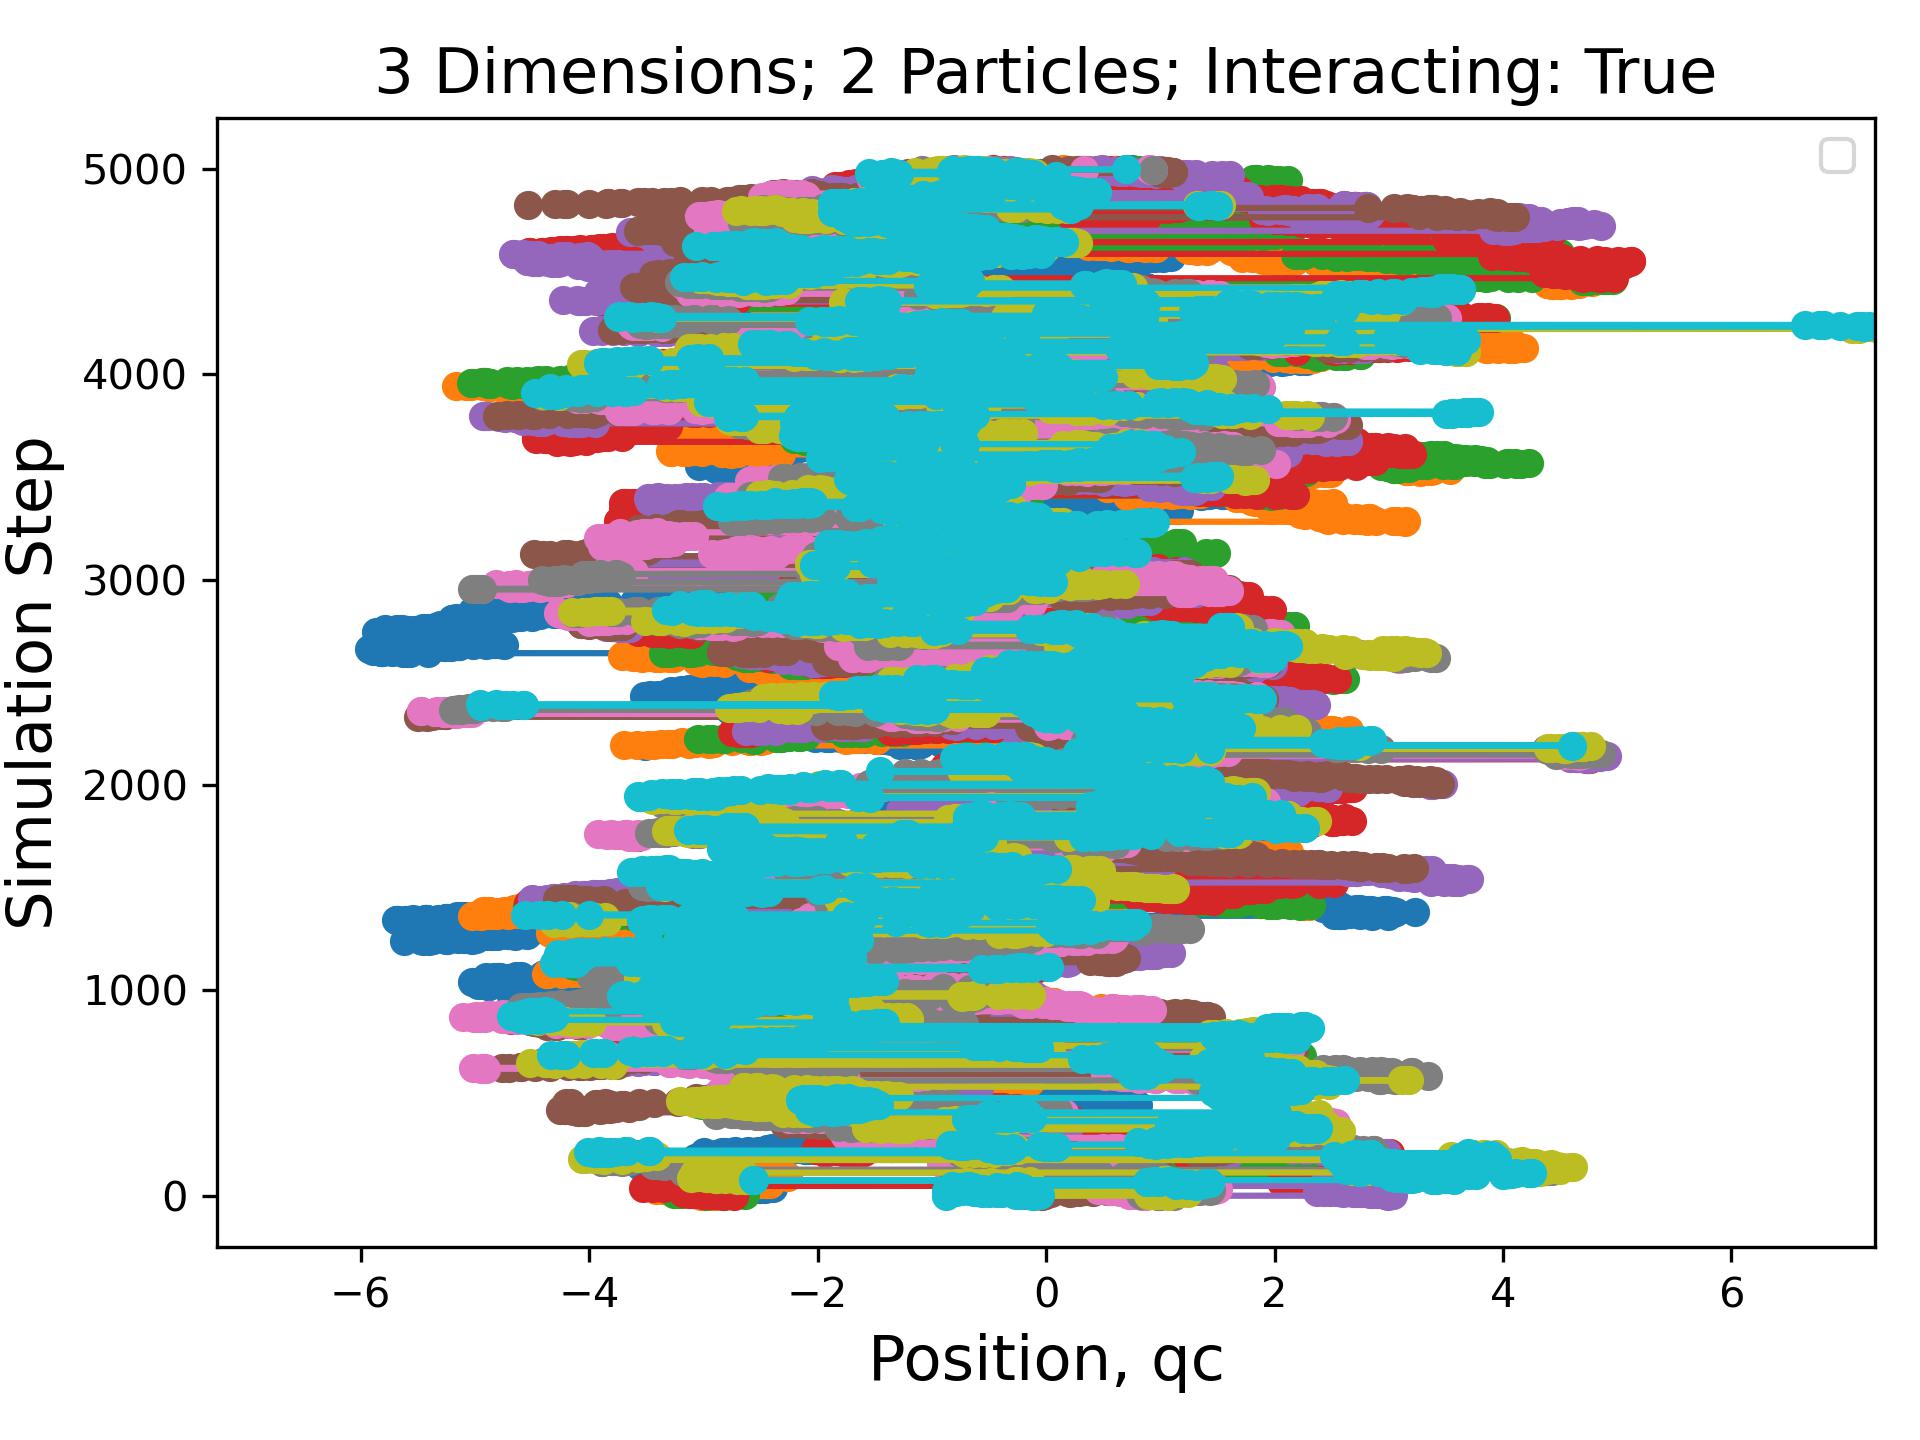 3 Dimensions; 2 Particles; Interacting: True
Simulation Step
5000
4000
3000
2000
1000
0
−6 −4 −2 0 2 4 6
Position, qc